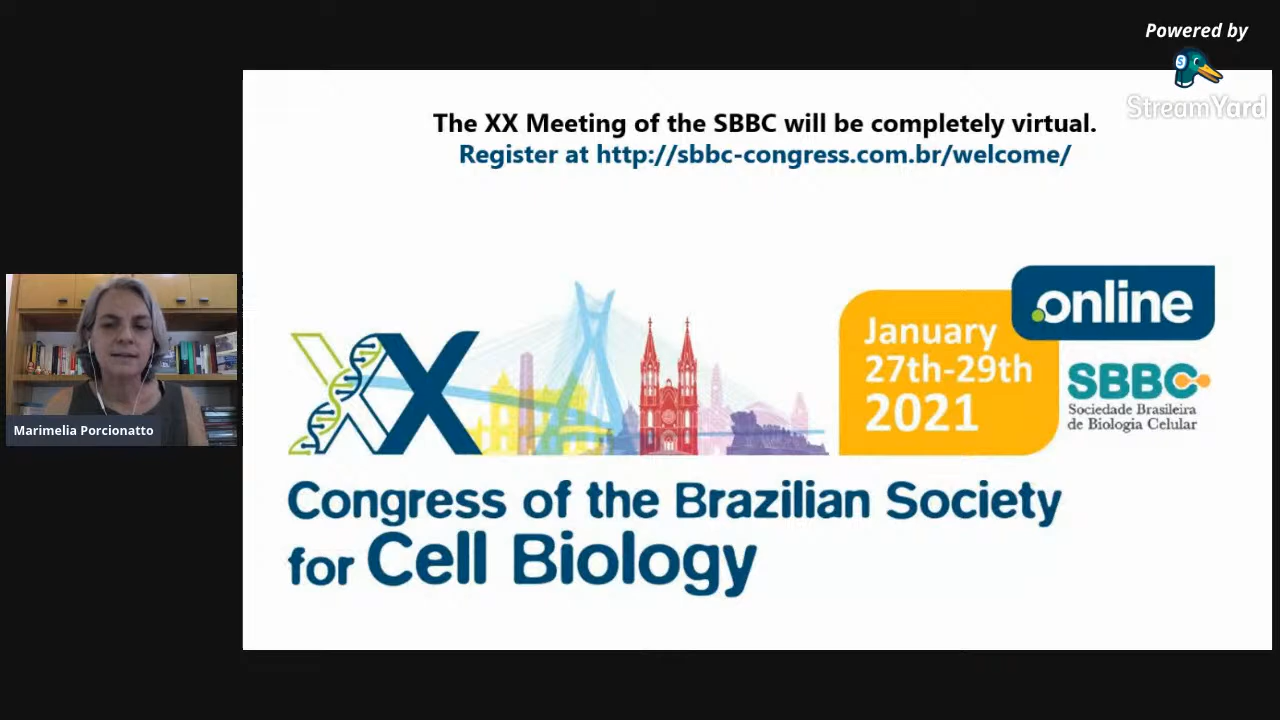 Powered by
StreamYard
The XX Meeting of the SBBC will be completely virtual.
Register at http://sbbc-congress.com.br/welcome/
.online
January
27th-29th
2021
SBBC
Sociedade Brasileira
de Biologia Celular
XX
Congress of the Brazilian Society
for Cell Biology
Marimelia Porcionatto